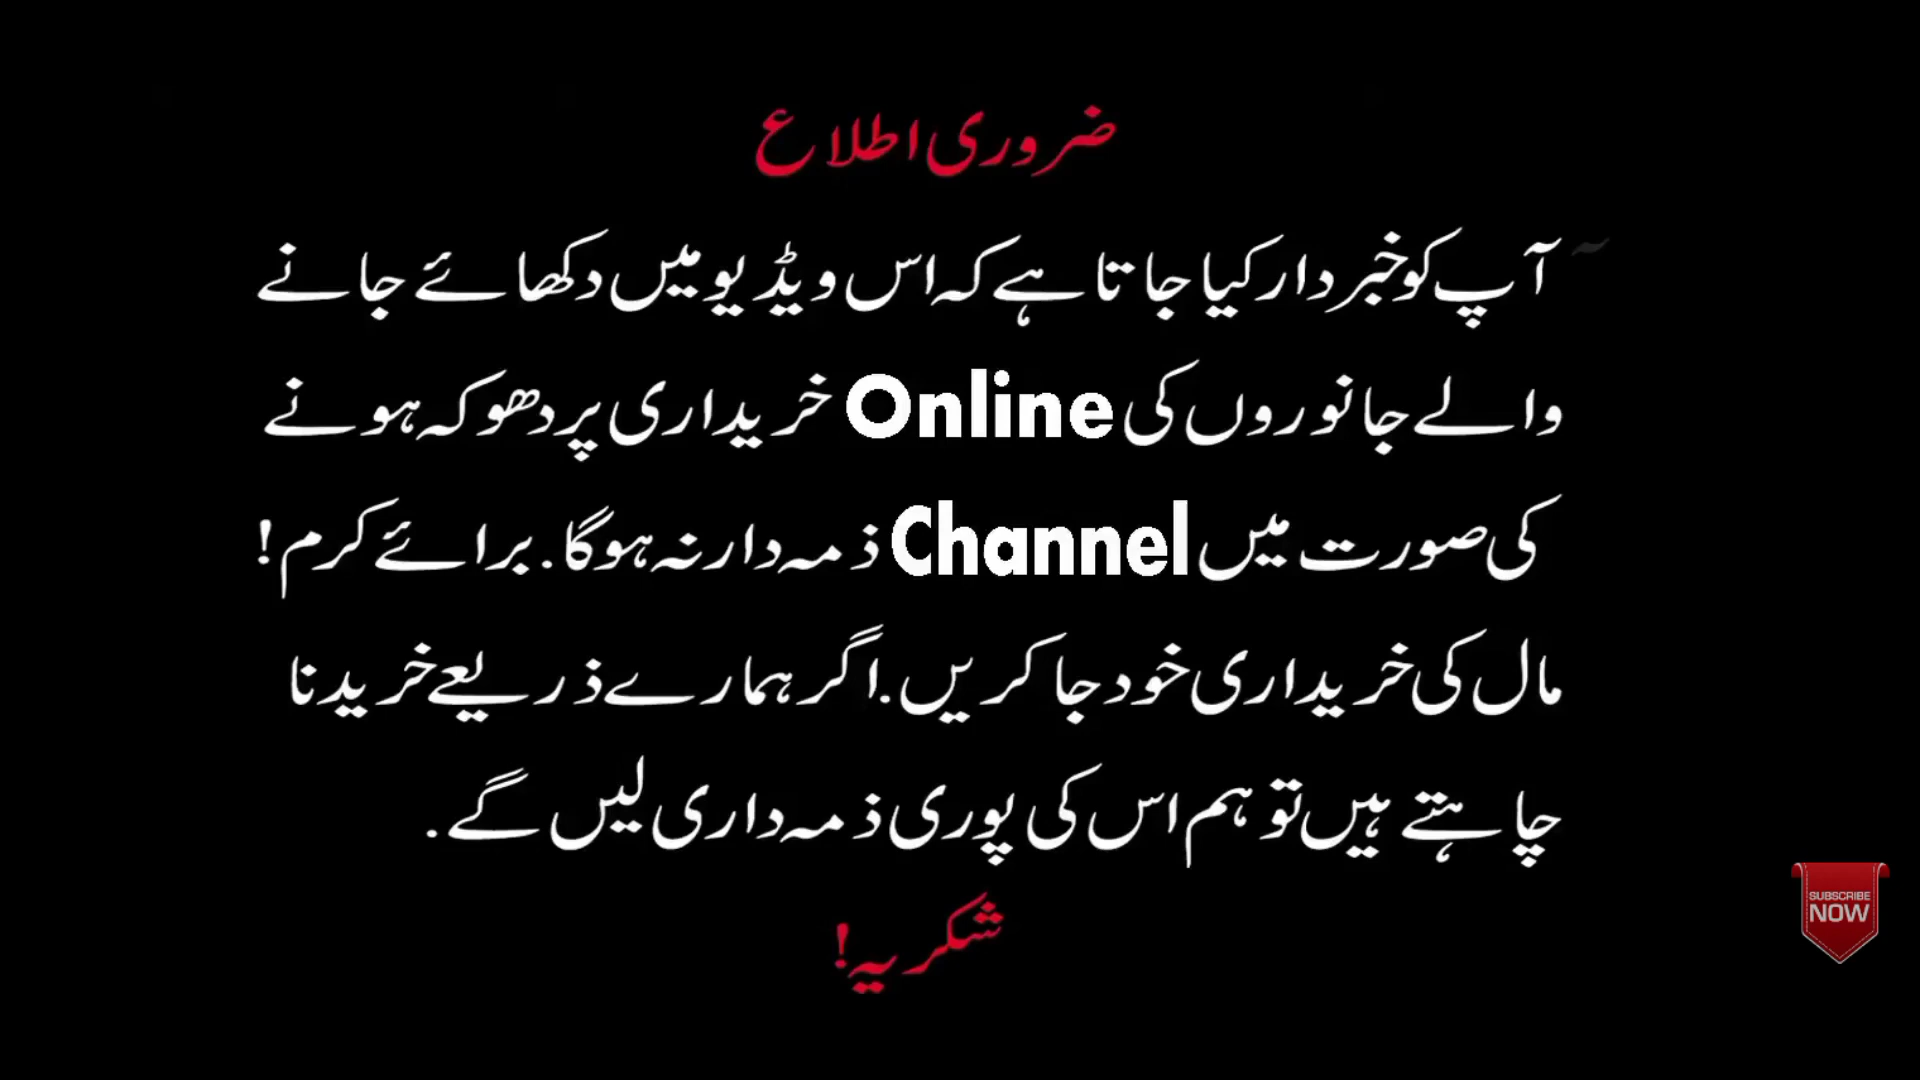 ضروری اطلاع
آپ کو خبردار کیا جاتا ہے کہ اس ویڈیو میں دکھائے جانے
والے جانوروں کی Online خریداری پر دھوکہ ہونے
کی صورت میں Channel ذمہ دار نہ ہوگا. برائے کرم!
مال کی خریداری خود جا کریں. اگر ہمارے ذریعے خریدنا
چاہتے ہیں تو ہم اس کی پوری ذمہ داری لیں گے.
شکریہ!
SUBSCRIBE
NOW